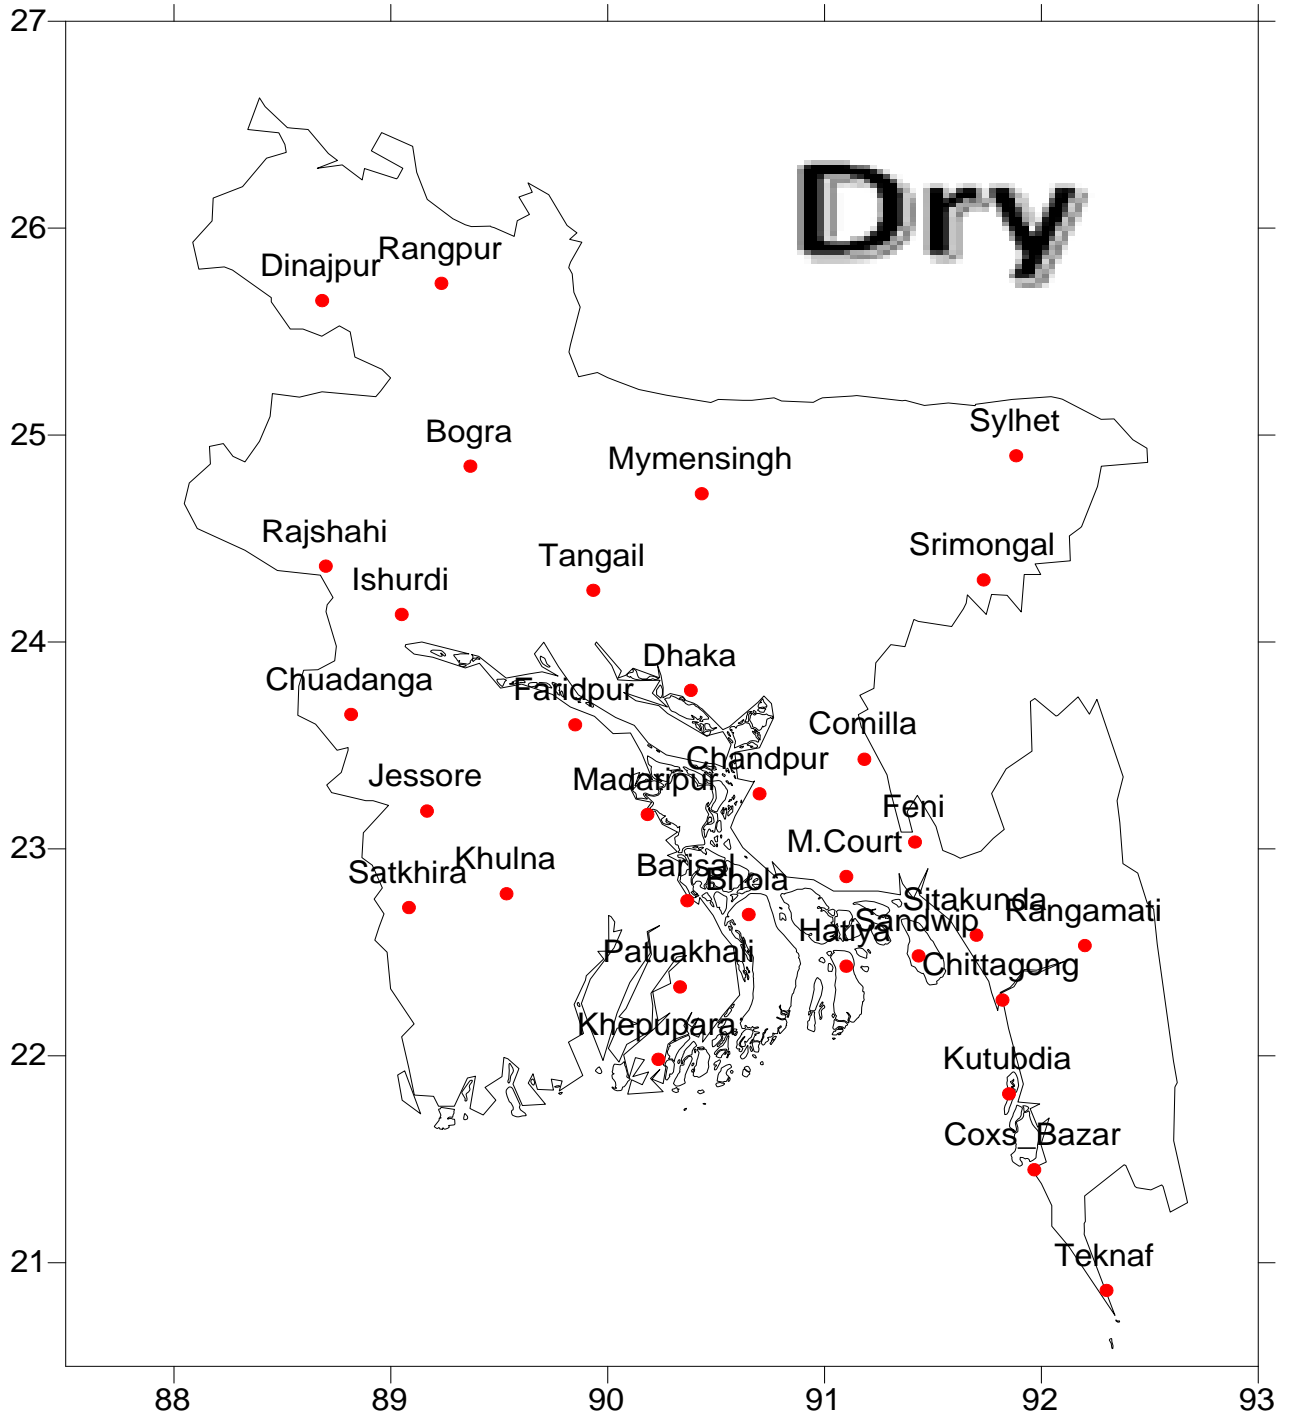 27
Dry
26
Rangpur
Dinajpur
25
Sylhet
Bogra
Mymensingh
Rajshahi
Srimongal
Tangail
Ishurdi
24
Dhaka
Chuadanga
Faridpur
Comilla
Chandpur
Jessore
Madaripur
Feni
23
M.Court
Khulna
Satkhira
Barisal
Bhola
Sitakunda
Rangamati
Sandwip
Hatiya
Patuakhali
Chittagong
Khepupara
22
Kutubdia
Coxs_Bazar
21
Teknaf
88 89 90 91 92 93